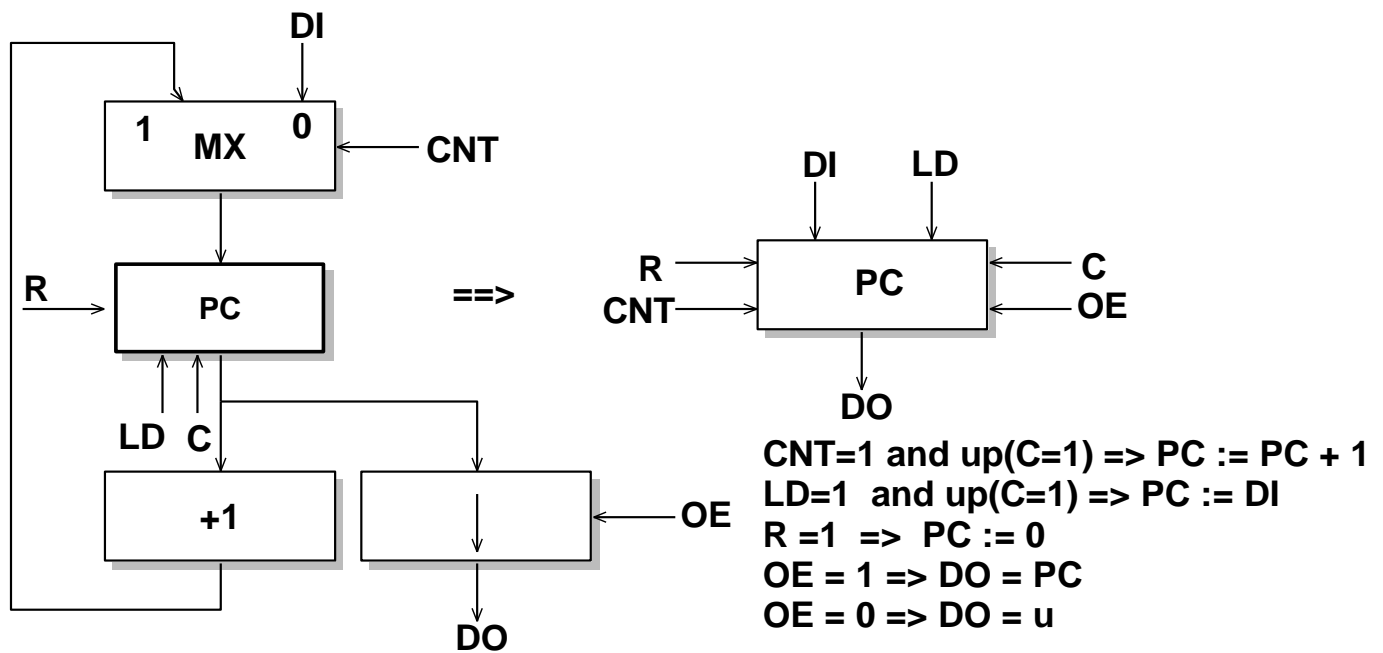 DI
1 MX 0
CNT
R
PC
LD C
+1
OE
DO
==>
DI LD
R
CNT
PC
C
OE
DO
CNT=1 and up(C=1) => PC := PC + 1
LD=1 and up(C=1) => PC := DI
R =1 => PC := 0
OE = 1 => DO = PC
OE = 0 => DO = u